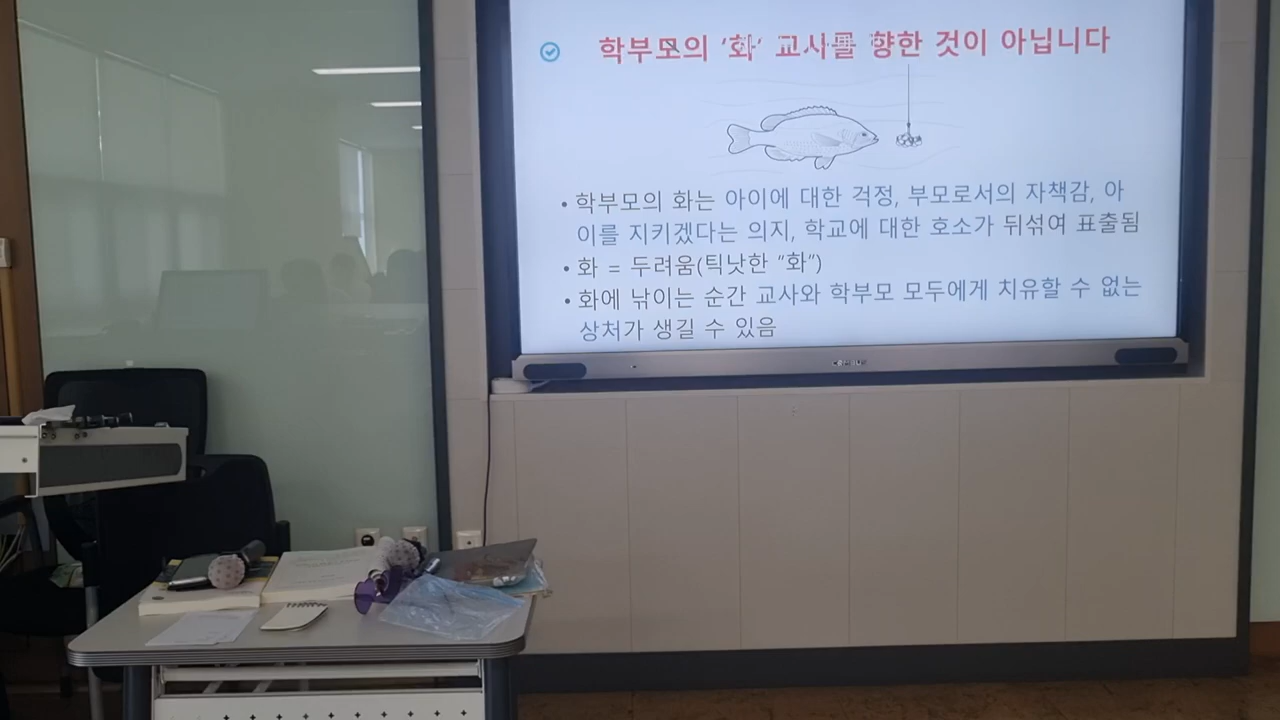 학부모의 '화' 교사를 향한 것이 아닙니다
• 학부모의 화는 아이에 대한 걱정, 부모로서의 자책감, 아
이를 지키겠다는 의지, 학교에 대한 호소가 뒤섞여 표출됨
• 화 = 두려움(틱낫한 "화")
• 화에 낚이는 순간 교사와 학부모 모두에게 치유할 수 없는
상처가 생길 수 있음